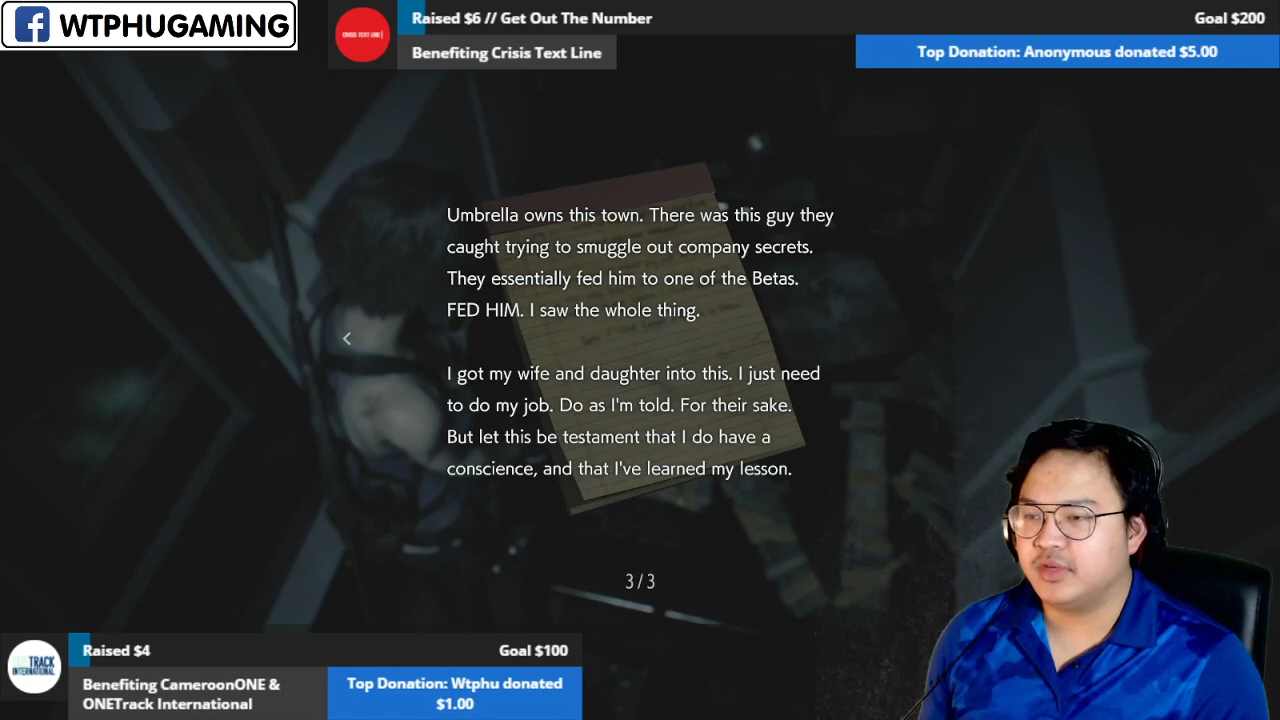 WTPHUGAMING
CRISIS TEXT LINE
Raised $6 // Get Out The Number
Goal $200
Benefiting Crisis Text Line
Top Donation: Anonymous donated $5.00
Umbrella owns this town. There was this guy they
caught trying to smuggle out company secrets.
They essentially fed him to one of the Betas.
FED HIM. I saw the whole thing.
I got my wife and daughter into this. I just need
to do my job. Do as I'm told. For their sake.
But let this be testament that I do have a
conscience, and that I've learned my lesson.
3/3
Raised $4
Goal $100
TRACK
INTERNATIONAL
Benefiting CameroonONE &
ONETrack International
Top Donation: Wtphu donated
$1.00